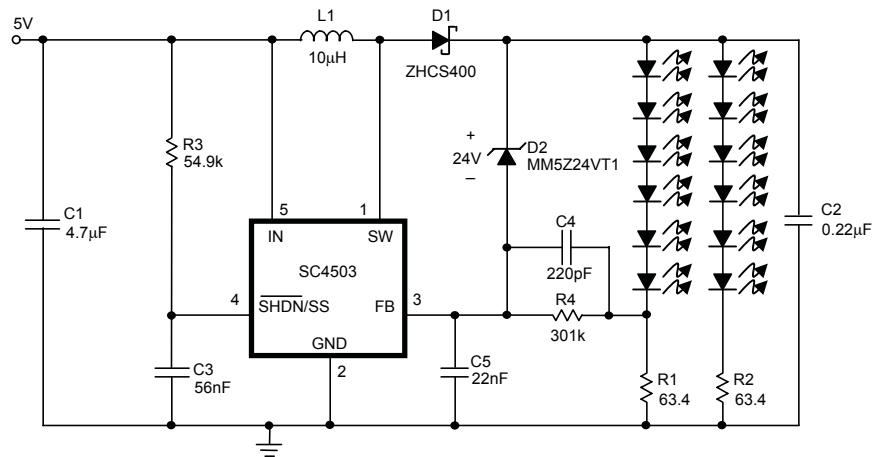 5V
L1
10µH
D1
ZHCS400
R3
54.9k
+
24V
–
D2
MM5Z24VT1
C1
4.7µF
5
1
IN
SW
SC4503
4
SHDN/SS
FB
3
GND
2
C4
220pF
R4
301k
C2
0.22µF
C3
56nF
C5
22nF
R1
63.4
R2
63.4